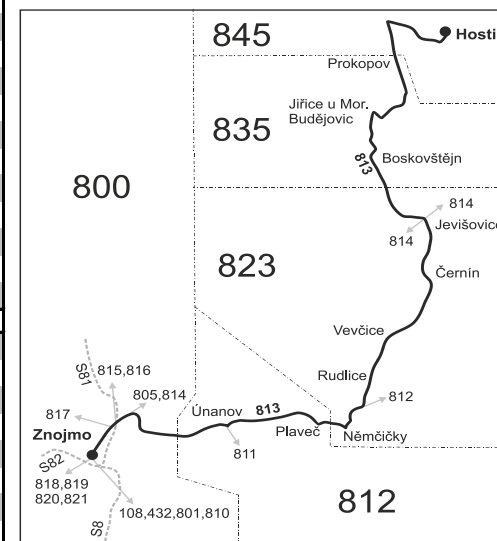 845
Hosti
Prokopov
Jiřice u Mor.
Budějovic
835
Boskovštějn
813
800
814
Jevišovice
814
823
Černín
Vevčice
S81
815,816
Rudlice
805,814
812
817
Únanov
813
Plaveč
Němčičky
Znojmo
811
S82
818,819
820,821
812
108,432,801,810
S8